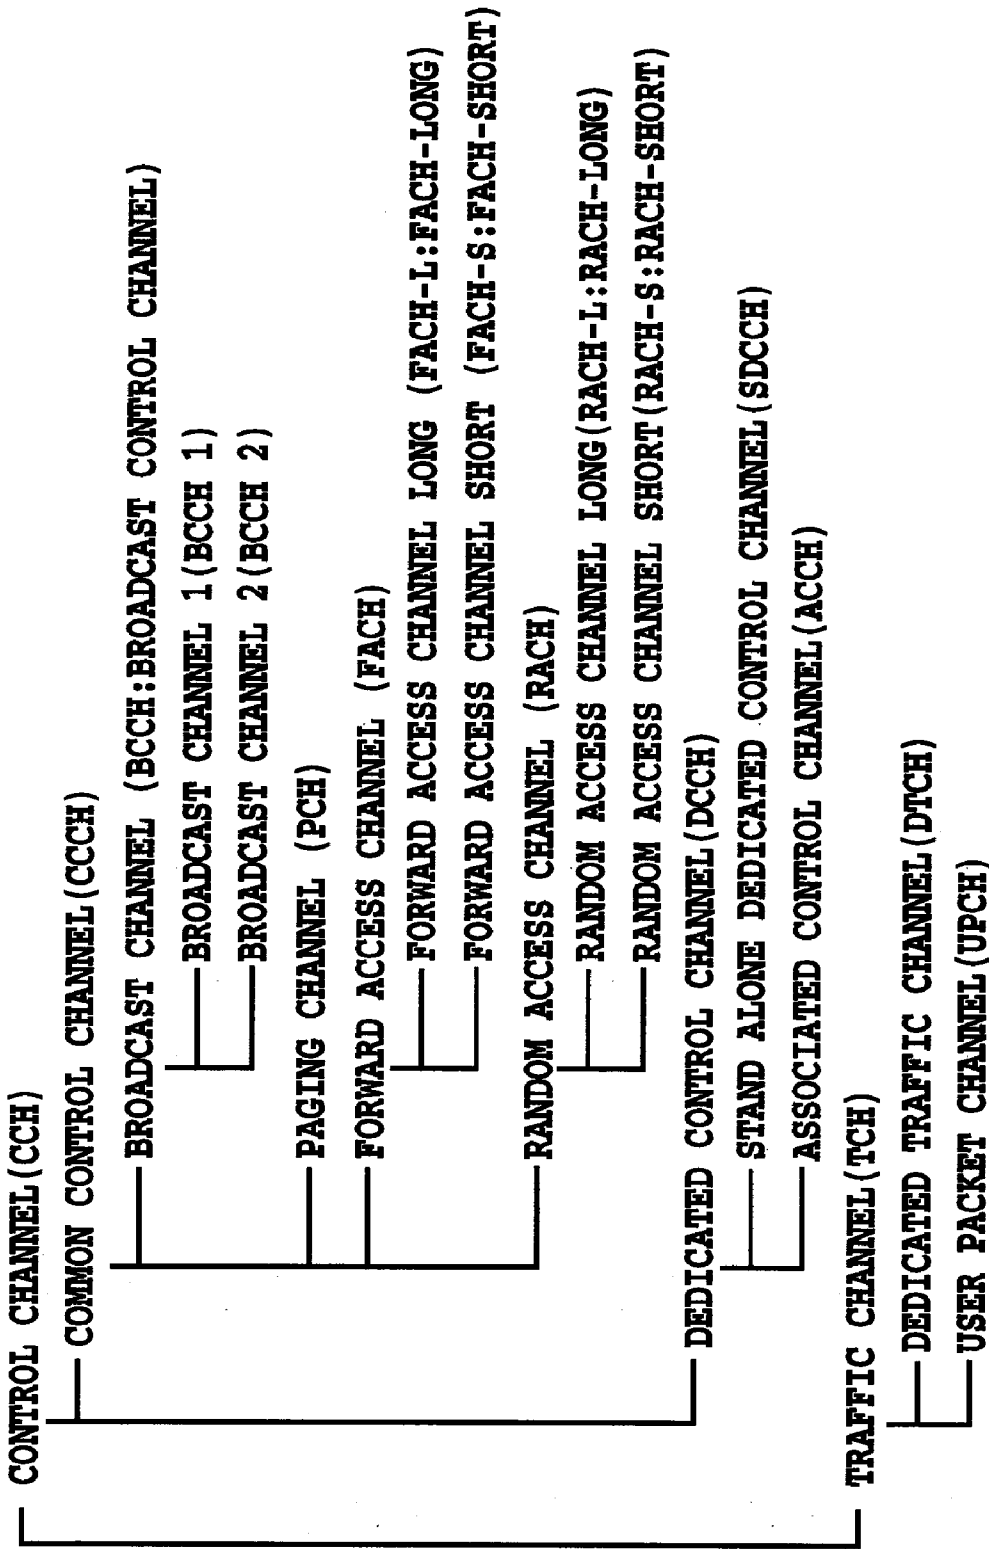 CONTROL CHANNEL(CCH)
COMMON CONTROL CHANNEL(CCCH)
BROADCAST CHANNEL (BCCH:BROADCAST CONTROL CHANNEL)
BROADCAST CHANNEL 1(BCCH 1)
BROADCAST CHANNEL 2(BCCH 2)
PAGING CHANNEL (PCH)
FORWARD ACCESS CHANNEL (FACH)
FORWARD ACCESS CHANNEL LONG (FACH-L:FACH-LONG)
FORWARD ACCESS CHANNEL SHORT (FACH-S:FACH-SHORT)
RANDOM ACCESS CHANNEL (RACH)
RANDOM ACCESS CHANNEL LONG(RACH-L:RACH-LONG)
RANDOM ACCESS CHANNEL SHORT(RACH-S:RACH-SHORT)
DEDICATED CONTROL CHANNEL(DCCH)
STAND ALONE DEDICATED CONTROL CHANNEL(SDCCH)
ASSOCIATED CONTROL CHANNEL(ACCH)
TRAFFIC CHANNEL(TCH)
DEDICATED TRAFFIC CHANNEL(DTCH)
USER PACKET CHANNEL(UPCH)